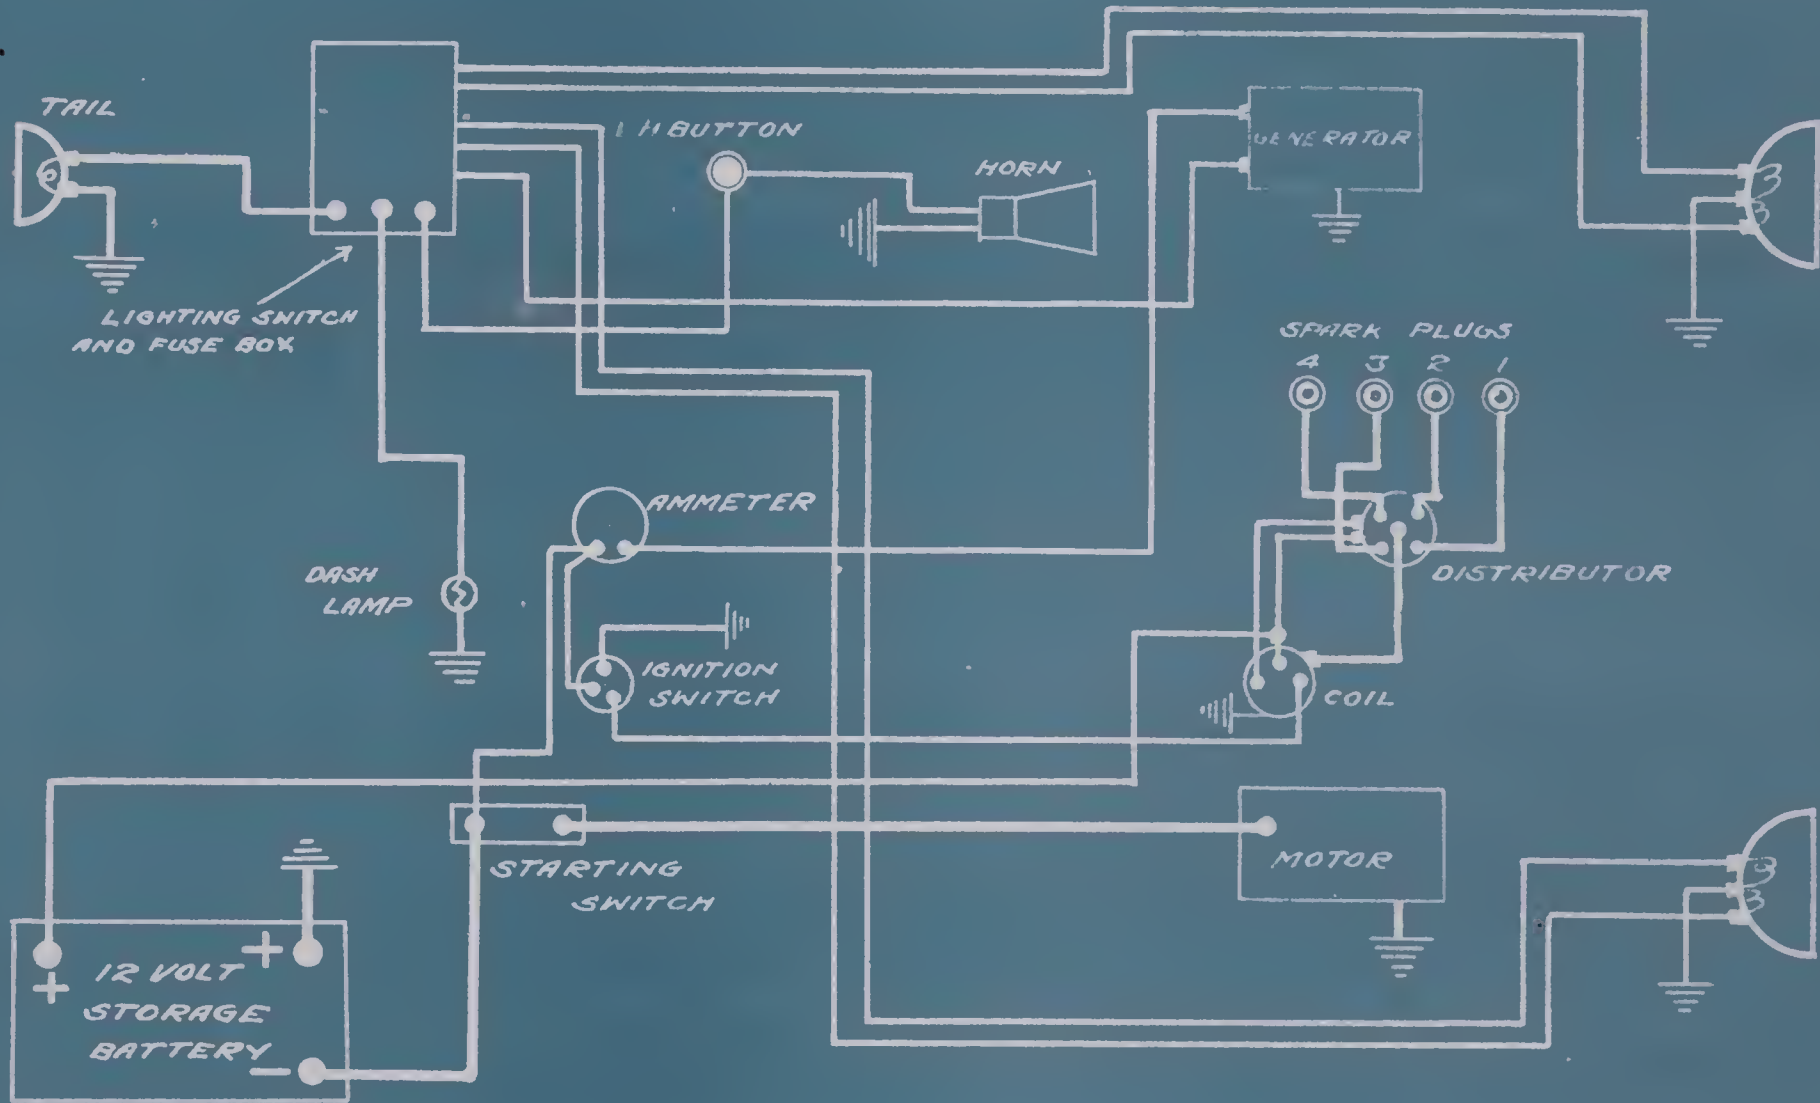 TAIL
BUTTON
HORN
GENERATOR
LIGHTING SWITCH
AND FUSE BOX
SPARK PLUGS
4 3 2 1
AMMETER
DISTRIBUTOR
DASH
LAMP
IGNITION
SWITCH
COIL
STARTING
SWITCH
MOTOR
+ +
12 VOLT
STORAGE
BATTERY
-